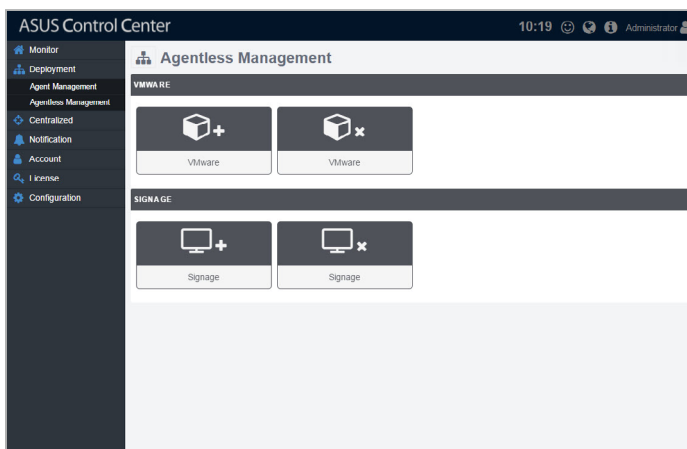 ASUS Control Center
10:19 Administrator
Monitor
Deployment
Agent Management
Agentless Management
Centralized
Notification
Account
License
Configuration
Agentless Management
VMWARE
VMware
VMware
SIGNAGE
Signage
Signage